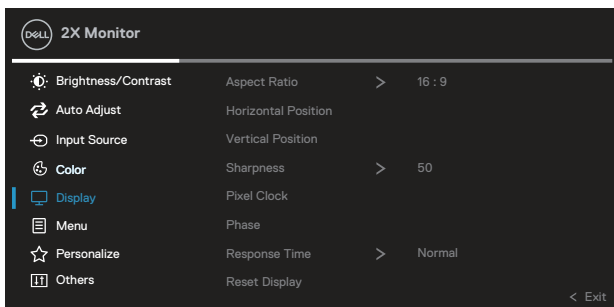 DELL 2X Monitor
Brightness/Contrast Aspect Ratio > 16 : 9
Auto Adjust Horizontal Position
Input Source Vertical Position
Color Sharpness > 50
Display Pixel Clock
Menu Phase
Personalize Response Time > Normal
Others Reset Display
< Exit